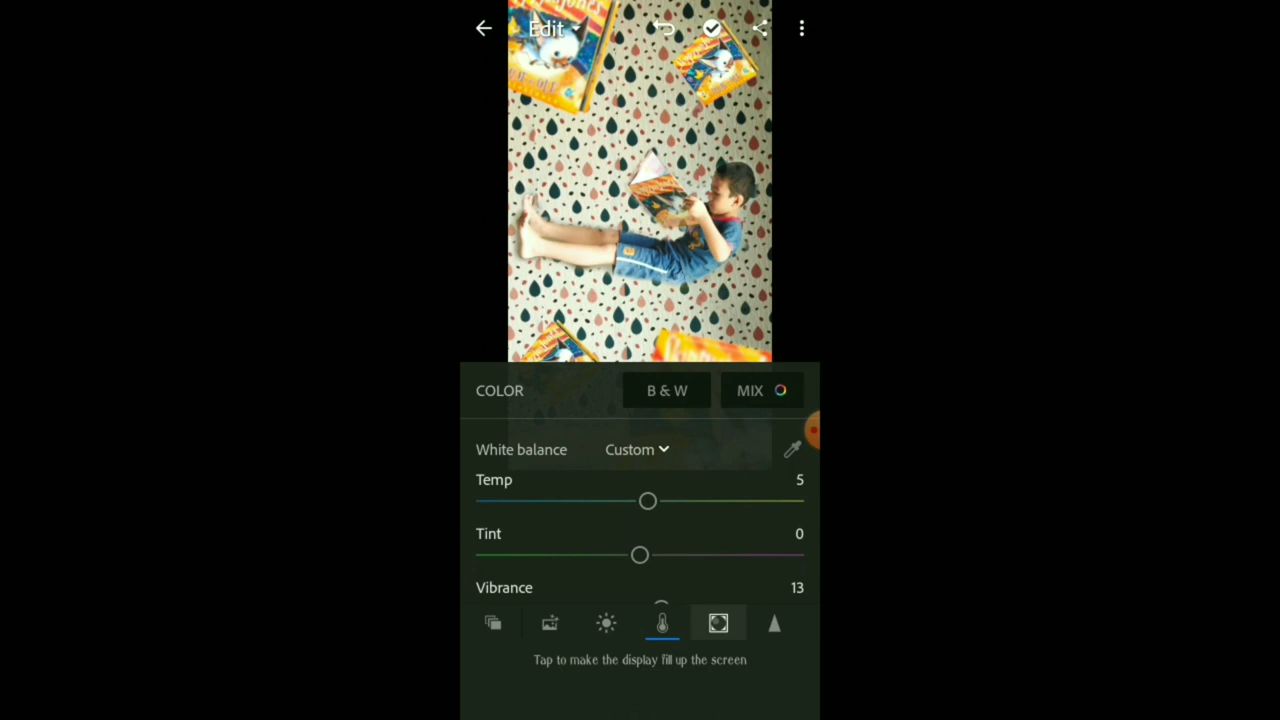 Edit
COLOR
B & W
MIX
White balance
Custom
Temp
5
Tint
0
Vibrance
13
Tap to make the display fill up the screen